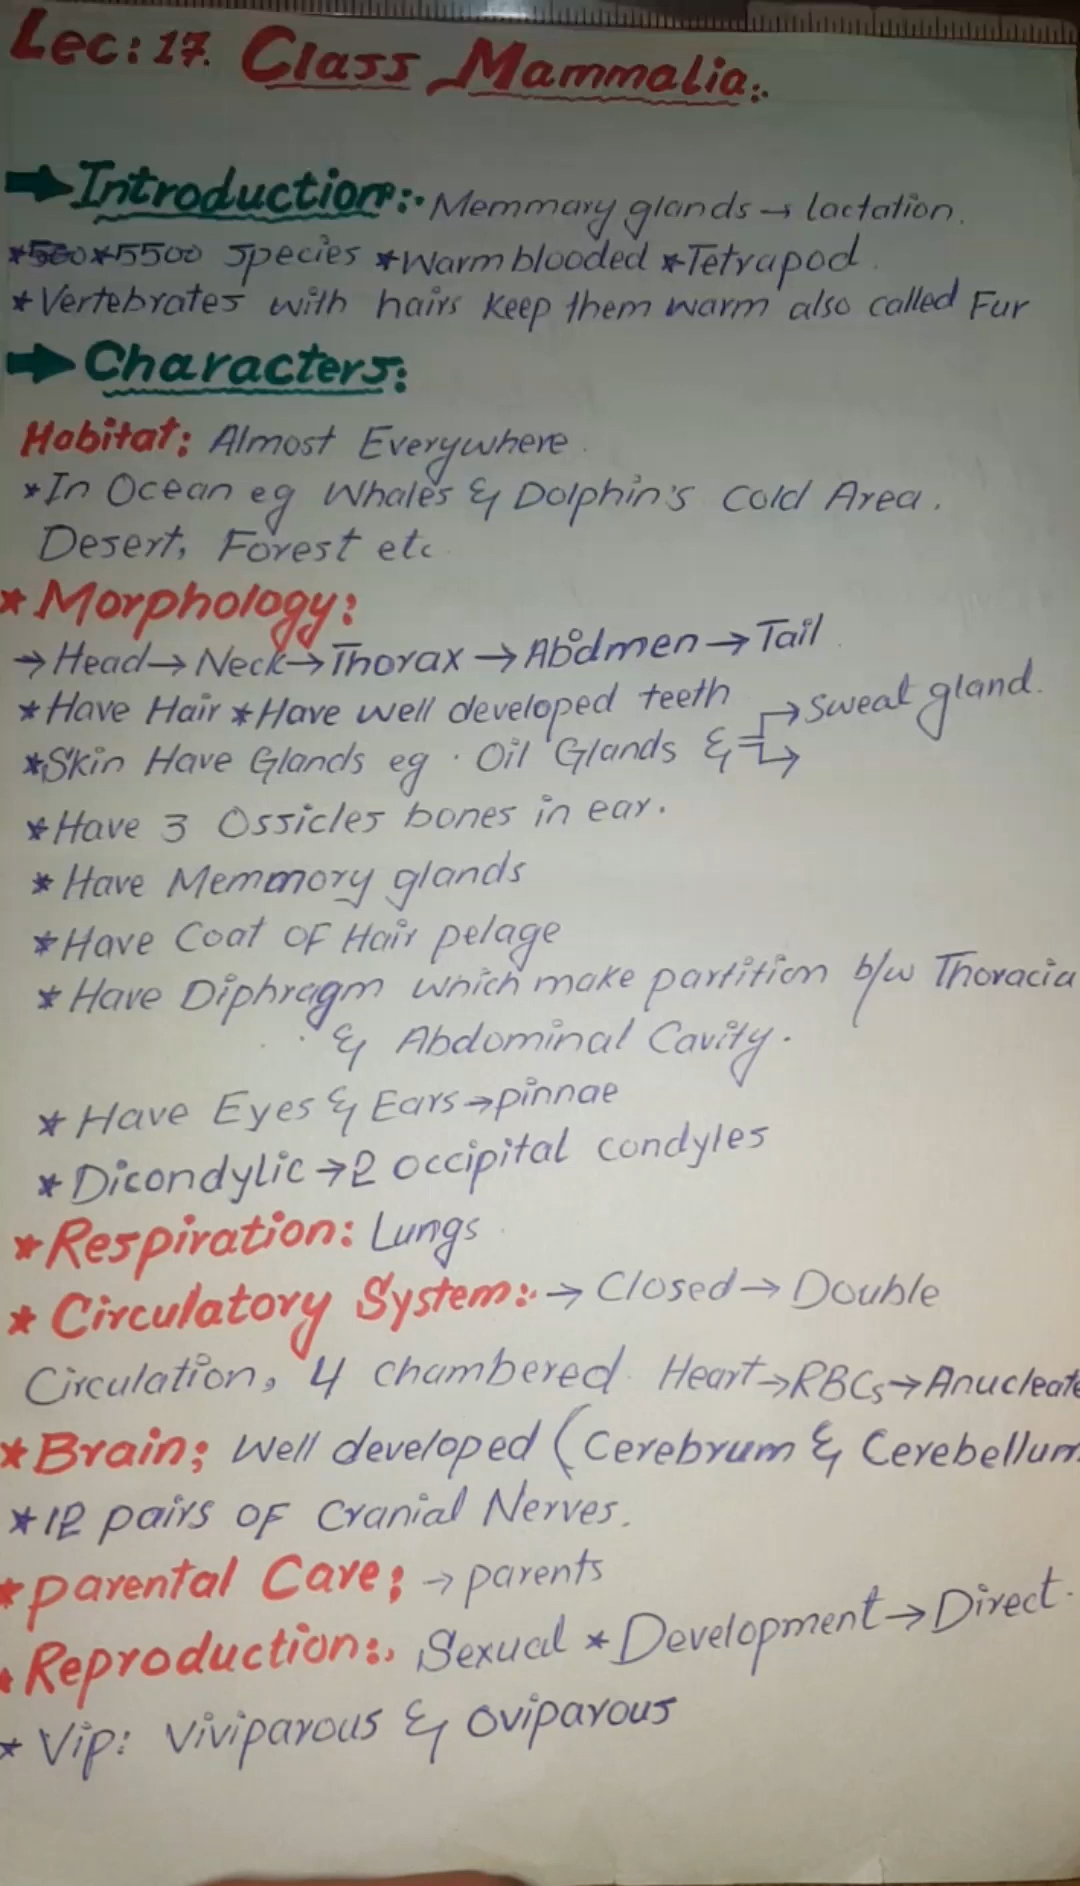 Lec: 17. Class Mammalia:.
➡Introduction:. Memmary glands → lactation.
*5500 Species *Warm blooded *Tetrapod.
*Vertebrates with hairs keep them warm also called Fur
➡ Characters:
Habitat: Almost Everywhere.
*In Ocean eg Whales & Dolphin's Cold Area.
Desert, Forest etc
* Morphology:
→ Head → Neck → Thorax → Abdomen → Tail
*Have Hair *Have well developed teeth
*Skin Have Glands eg. Oil Glands & → Sweat gland.
*Have 3 Ossicles bones in ear.
* Have Memmory glands
*Have Coat OF Hair pelage
* Have Diphragm which make partition b/w Thoracia
& Abdominal Cavity.
* Have Eyes & Ears → pinnae
* Dicondylic → 2 occipital condyles
* Respiration: Lungs
* Circulatory System:. → Closed → Double
Circulation, 4 chambered Heart → RBCs → Anucleate
* Brain; Well developed (Cerebrum & Cerebellum
* 12 pairs OF Cranial Nerves.
* Parental Care; → parents
* Reproduction:, Sexual * Development → Direct.
* Vip: Viviparous & Oviparous